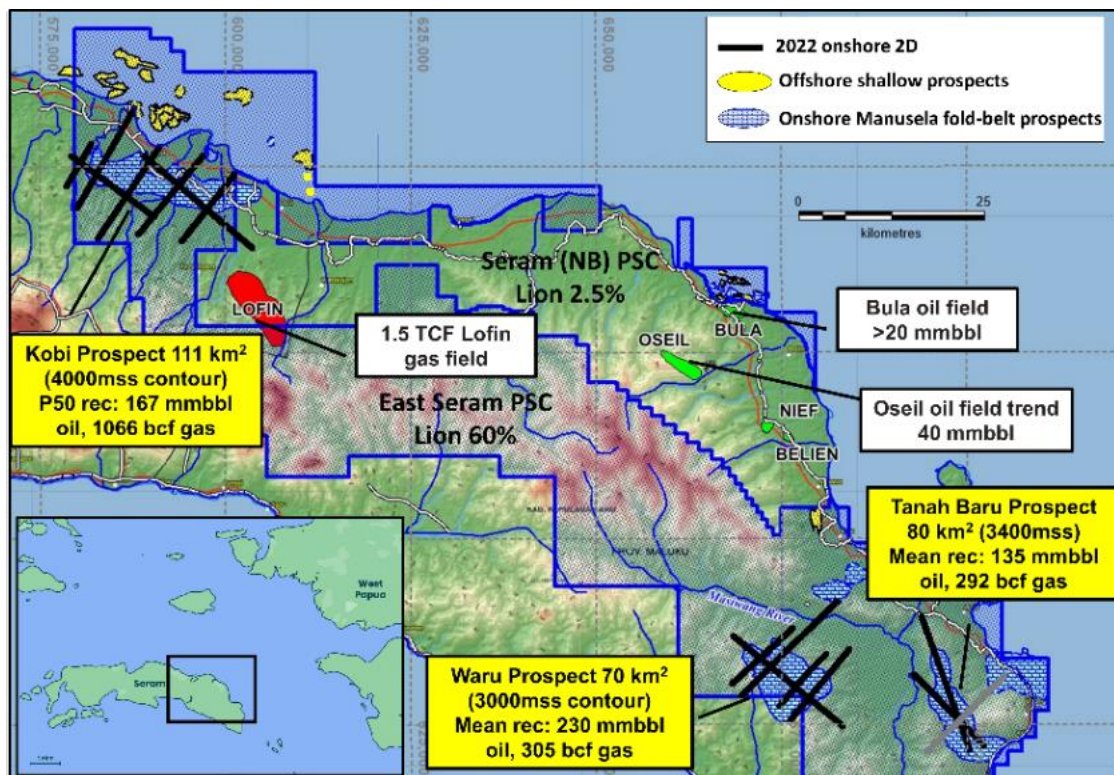 575,000
600,000
625,000
650,000
2022 onshore 2D
Offshore shallow prospects
Onshore Manusela fold-belt prospects
0
25
kilometres
Seram (NB) PSC
Lion 2.5%
LOFIN
1.5 TCF Lofin
gas field
Kobi Prospect 111 km²
(4000mss contour)
P50 rec: 167 mmbbl
oil, 1066 bcf gas
East Seram PSC
Lion 60%
OSEIL
BULA
Bula oil field
>20 mmbbl
NIEF
BELIEN
Oseil oil field trend
40 mmbbl
Tanah Baru Prospect
80 km² (3400mss)
Mean rec: 135 mmbbl
oil, 292 bcf gas
PROV. MALUKU
Masiwang River
Waru Prospect 70 km²
(3000mss contour)
Mean rec: 230 mmbbl
oil, 305 bcf gas
West
Papua
Seram